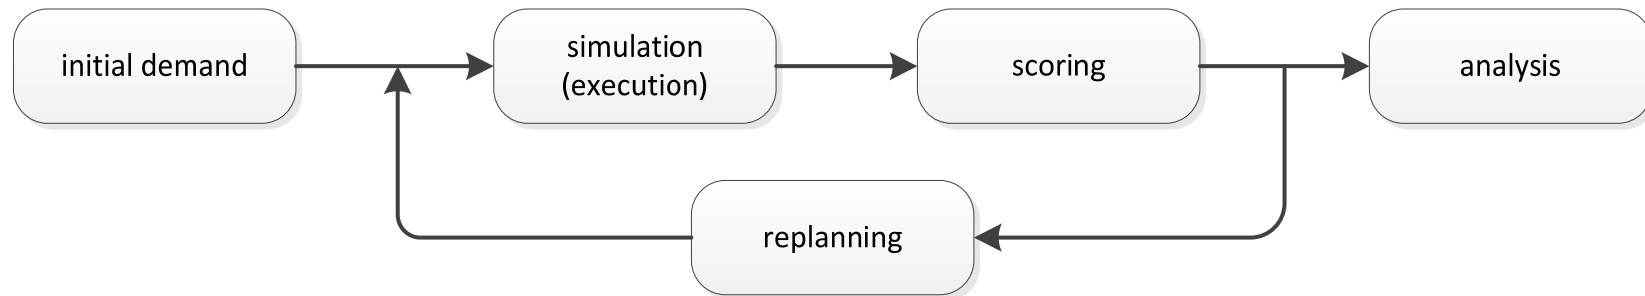 initial demand
simulation
(execution)
scoring
analysis
replanning